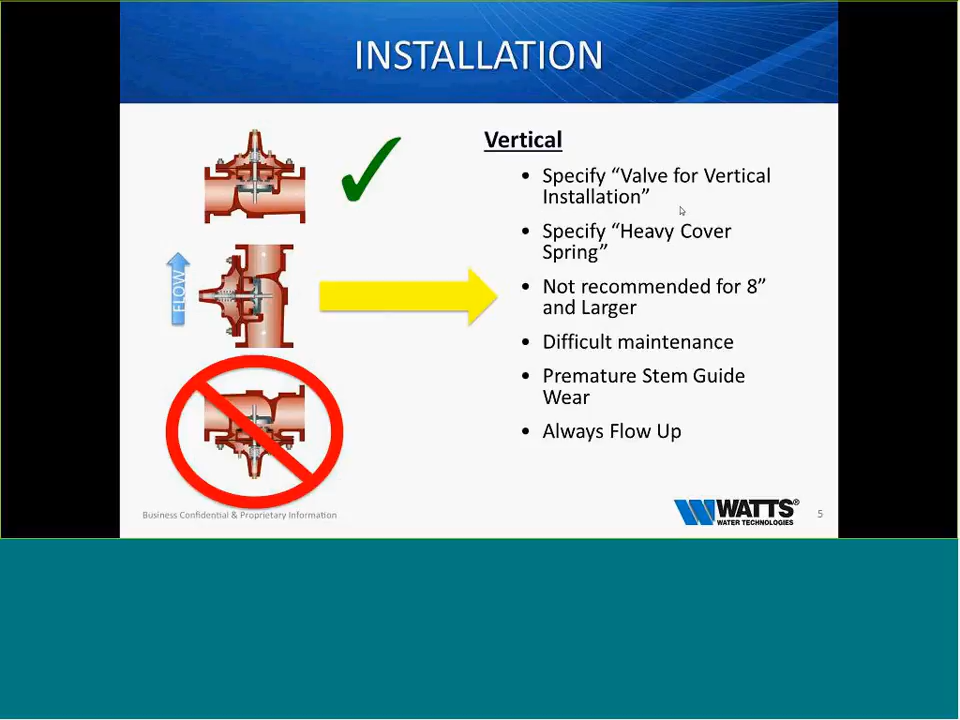 INSTALLATION
Vertical
• Specify “Valve for Vertical
Installation”
• Specify “Heavy Cover
Spring”
• Not recommended for 8”
and Larger
• Difficult maintenance
• Premature Stem Guide
Wear
• Always Flow Up
FLOW
Business Confidential & Proprietary Information
WATTS®
WATER TECHNOLOGIES
5